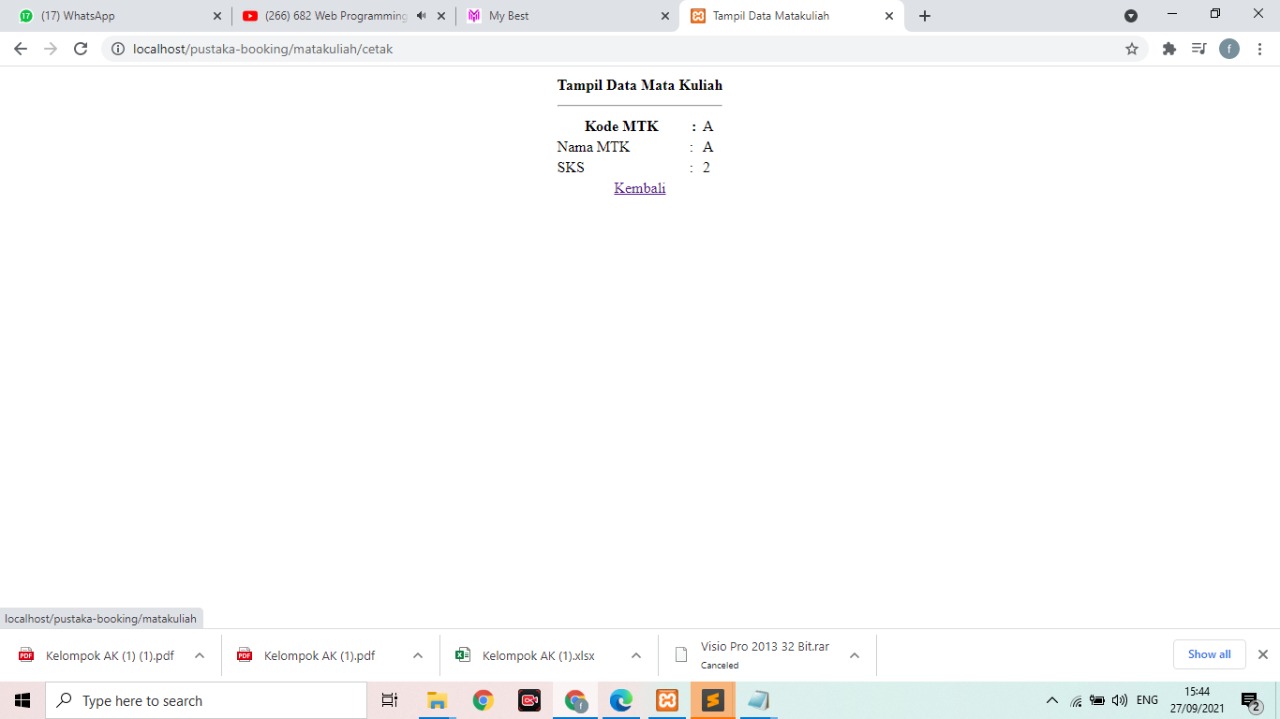 (17) WhatsApp
(266) 682 Web Programming
My Best
Tampil Data Matakuliah
localhost/pustaka-booking/matakuliah/cetak
f
Tampil Data Mata Kuliah
Kode MTK : A
Nama MTK : A
SKS : 2
Kembali
localhost/pustaka-booking/matakuliah
PDF Kelompok AK (1) (1).pdf
PDF Kelompok AK (1).pdf
Kelompok AK (1).xlsx
Visio Pro 2013 32 Bit.rar
Canceled
Show all
Type here to search
ENG
15:44
27/09/2021
2